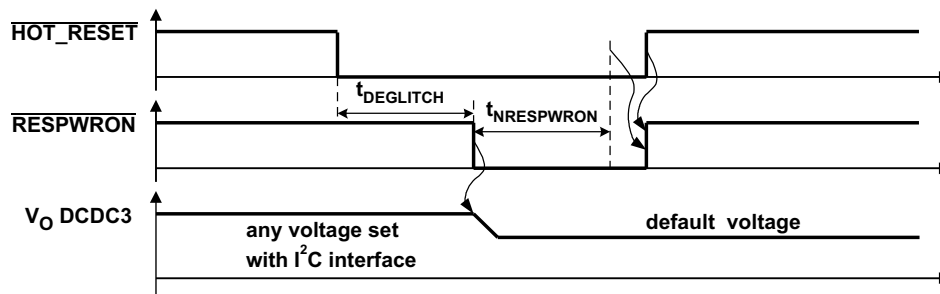 HOT_RESET
tDEGLITCH
tNRESPWRON
RESPWRON
VO DCDC3
any voltage set
with I2C interface
default voltage